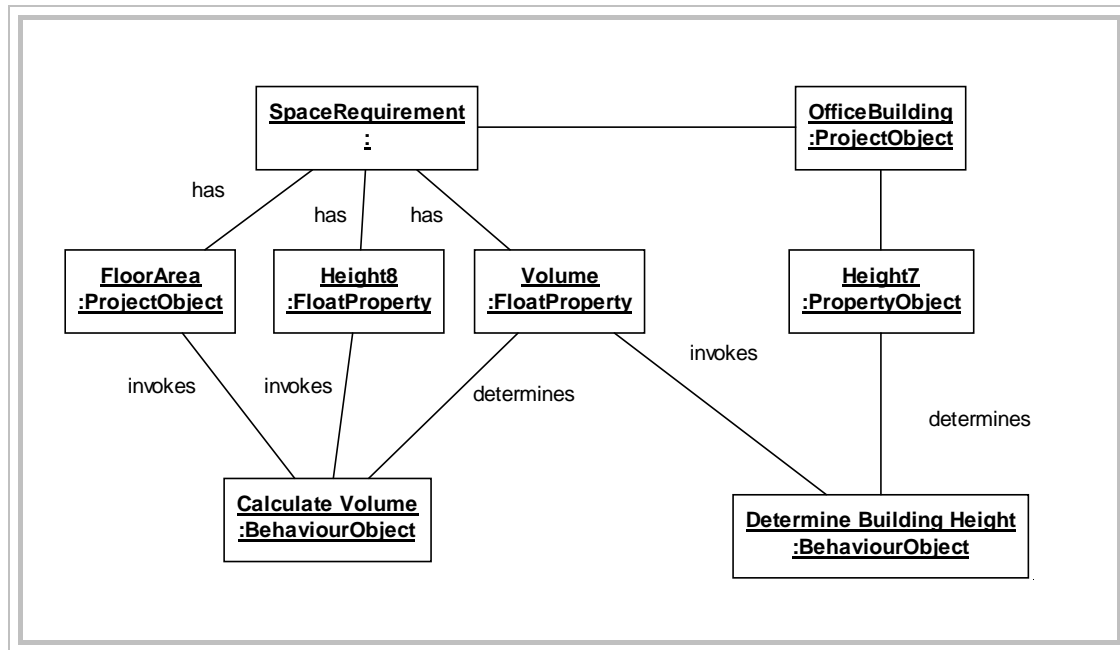 SpaceRequirement
:
OfficeBuilding
:ProjectObject
has
has
has
FloorArea
:ProjectObject
Height8
:FloatProperty
Volume
:FloatProperty
Height7
:PropertyObject
invokes
invokes
determines
invokes
determines
Calculate Volume
:BehaviourObject
Determine Building Height
:BehaviourObject